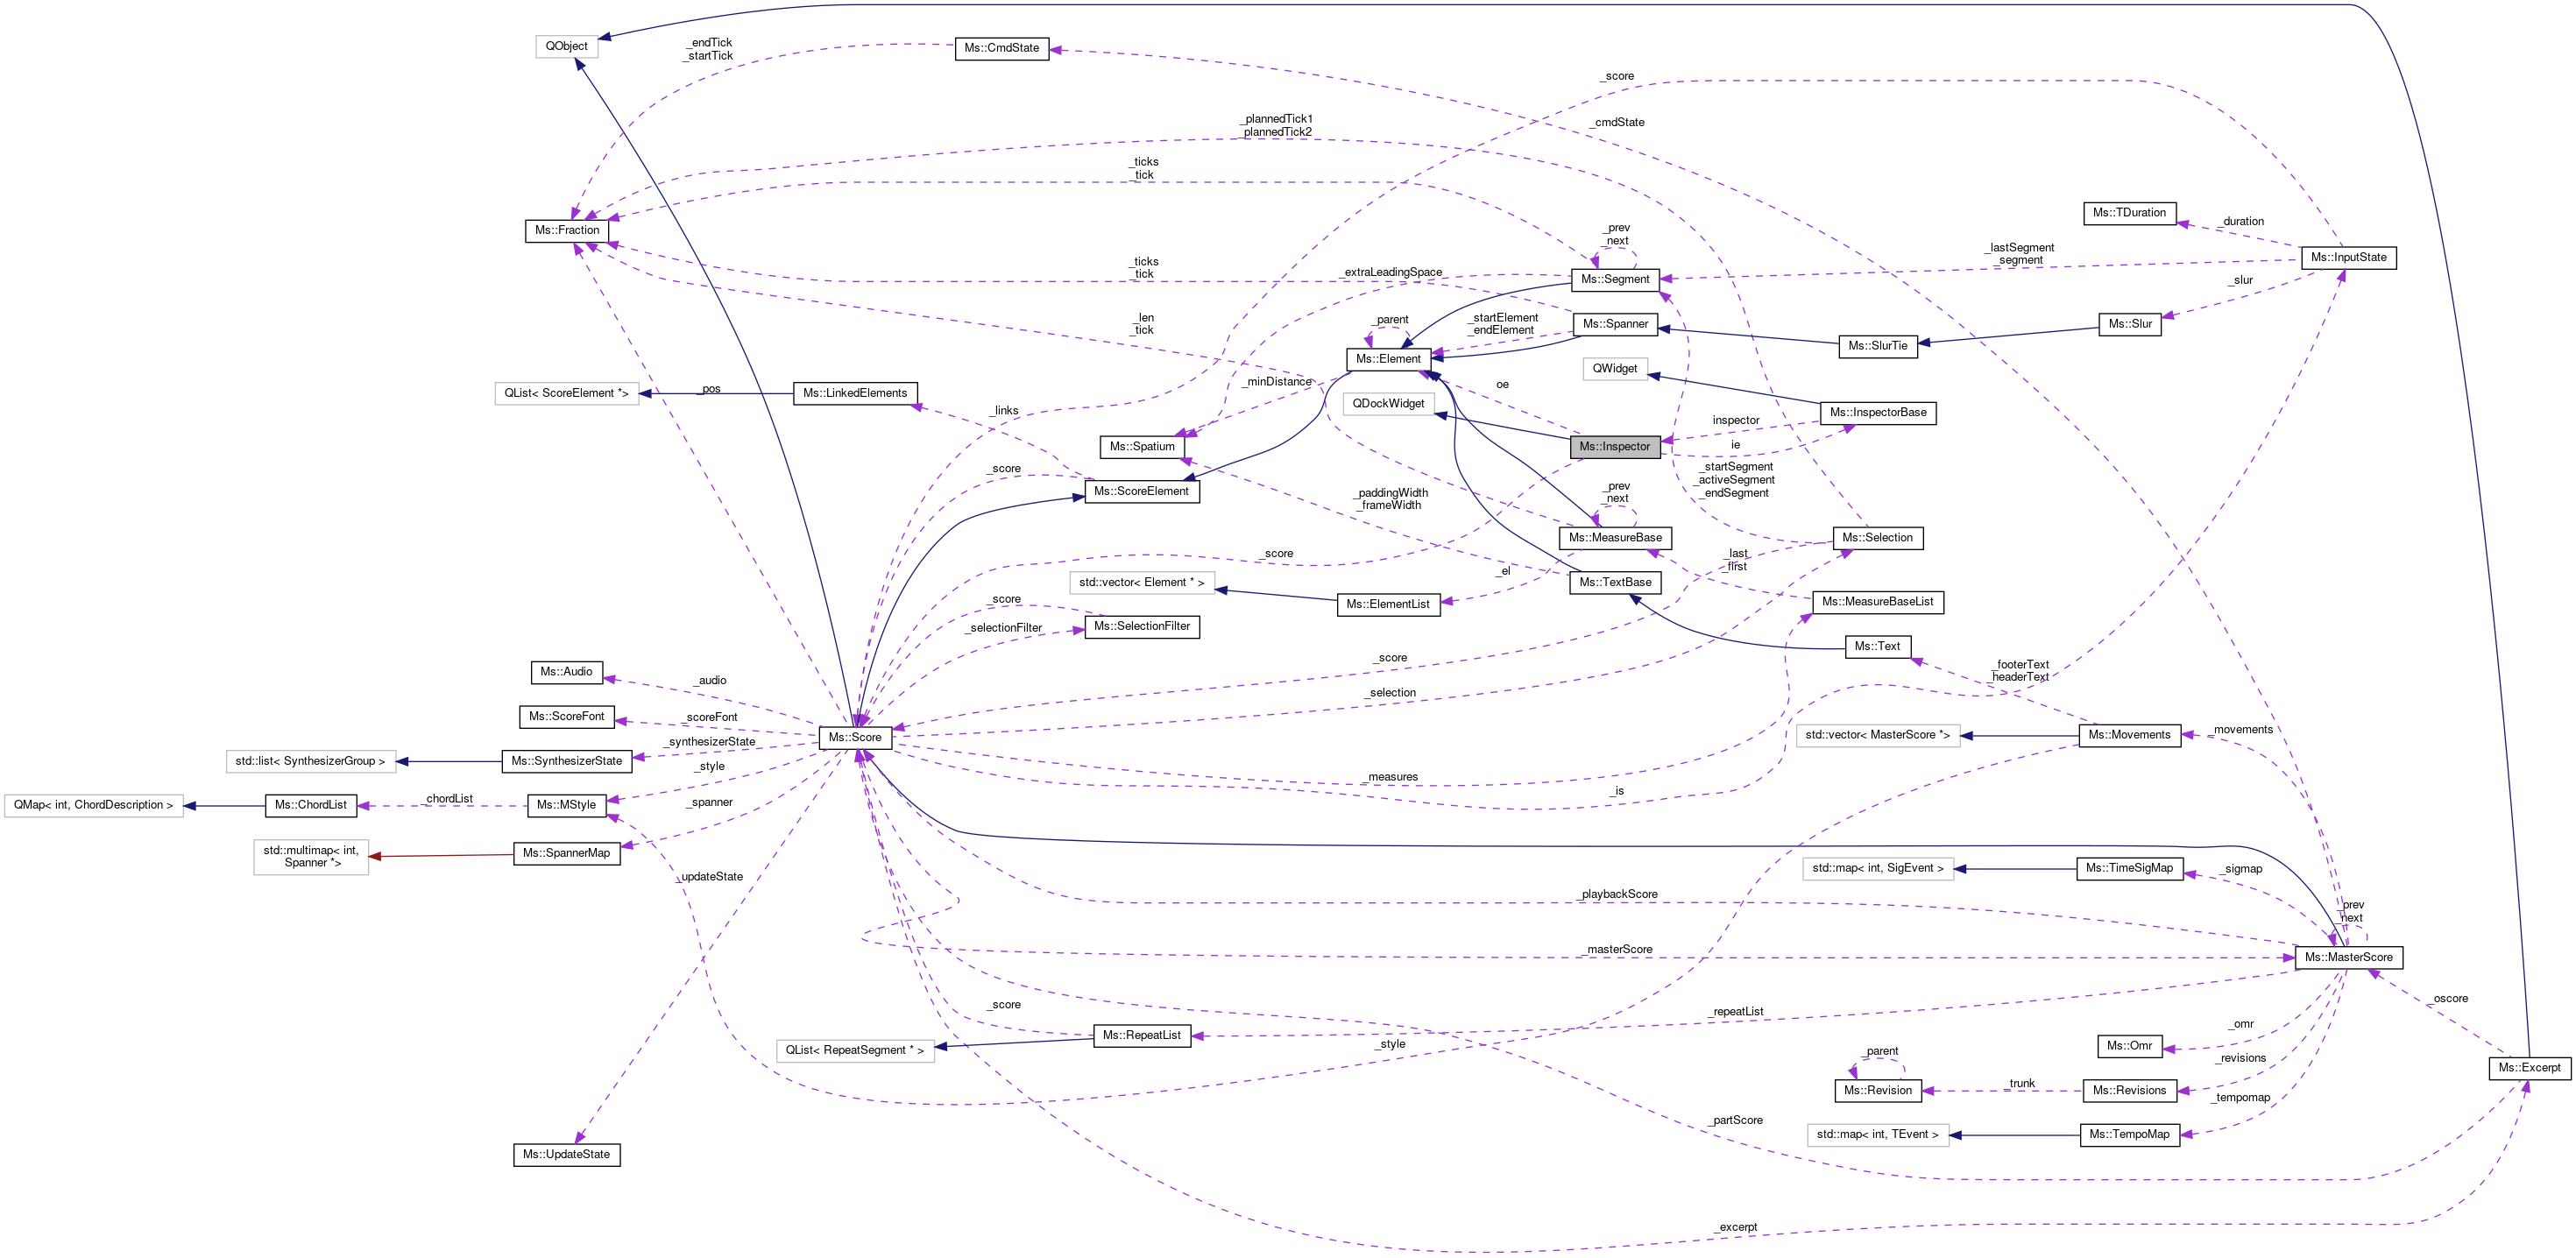 QObject
_endTick
_startTick
Ms::CmdState
_score
_cmdState
_plannedTick1
_plannedTick2
_ticks
_tick
Ms::Fraction
Ms::TDuration
_duration
_prev
_next
_lastSegment
_segment
Ms::InputState
_ticks
_tick
_extraLeadingSpace
Ms::Segment
_slur
_len
_tick
_parent
_startElement
_endElement
Ms::Spanner
Ms::Slur
Ms::SlurTie
Ms::Element
QWidget
_minDistance
oe
QList< ScoreElement *>
_pos
Ms::LinkedElements
QDockWidget
_links
inspector
Ms::InspectorBase
Ms::Spatium
Ms::Inspector
ie
_score
_startSegment
_activeSegment
_endSegment
Ms::ScoreElement
_paddingWidth
_frameWidth
_prev
_next
Ms::MeasureBase
Ms::Selection
_score
_last
_first
std::vector< Element * >
_el
Ms::TextBase
_score
Ms::ElementList
Ms::MeasureBaseList
_selectionFilter
Ms::SelectionFilter
Ms::Text
_score
_footerText
_headerText
Ms::Audio
_audio
_selection
Ms::ScoreFont
_scoreFont
Ms::Score
std::vector< MasterScore *>
Ms::Movements
_movements
std::list< SynthesizerGroup >
Ms::SynthesizerState
_synthesizerState
_style
_measures
_is
QMap< int, ChordDescription >
Ms::ChordList
_chordList
Ms::MStyle
_spanner
std::multimap< int,
Spanner *>
Ms::SpannerMap
_updateState
std::map< int, SigEvent >
Ms::TimeSigMap
_sigmap
_playbackScore
_prev
_next
_masterScore
Ms::MasterScore
_score
_repeatList
_oscore
Ms::RepeatList
QList< RepeatSegment * >
_style
Ms::Omr
_omr
_parent
_revisions
Ms::Excerpt
Ms::Revision
_trunk
Ms::Revisions
_tempomap
_partScore
std::map< int, TEvent >
Ms::TempoMap
Ms::UpdateState
_excerpt